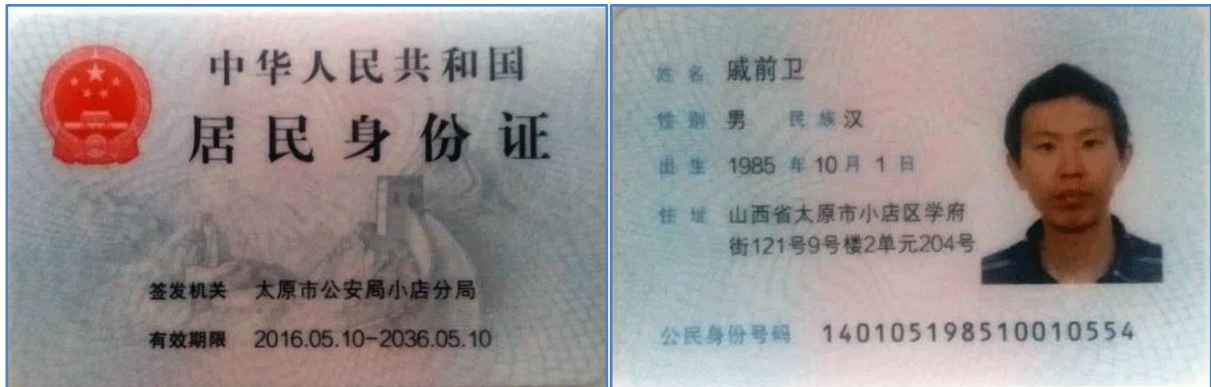 中华人民共和国
居民身份证
签发机关 太原市公安局小店分局
有效期限 2016.05.10-2036.05.10
姓名 戚前卫
性别 男 民族 汉
出生 1985 年 10 月 1 日
住址 山西省太原市小店区学府
街121号9号楼2单元204号
公民身份号码 140105198510010554